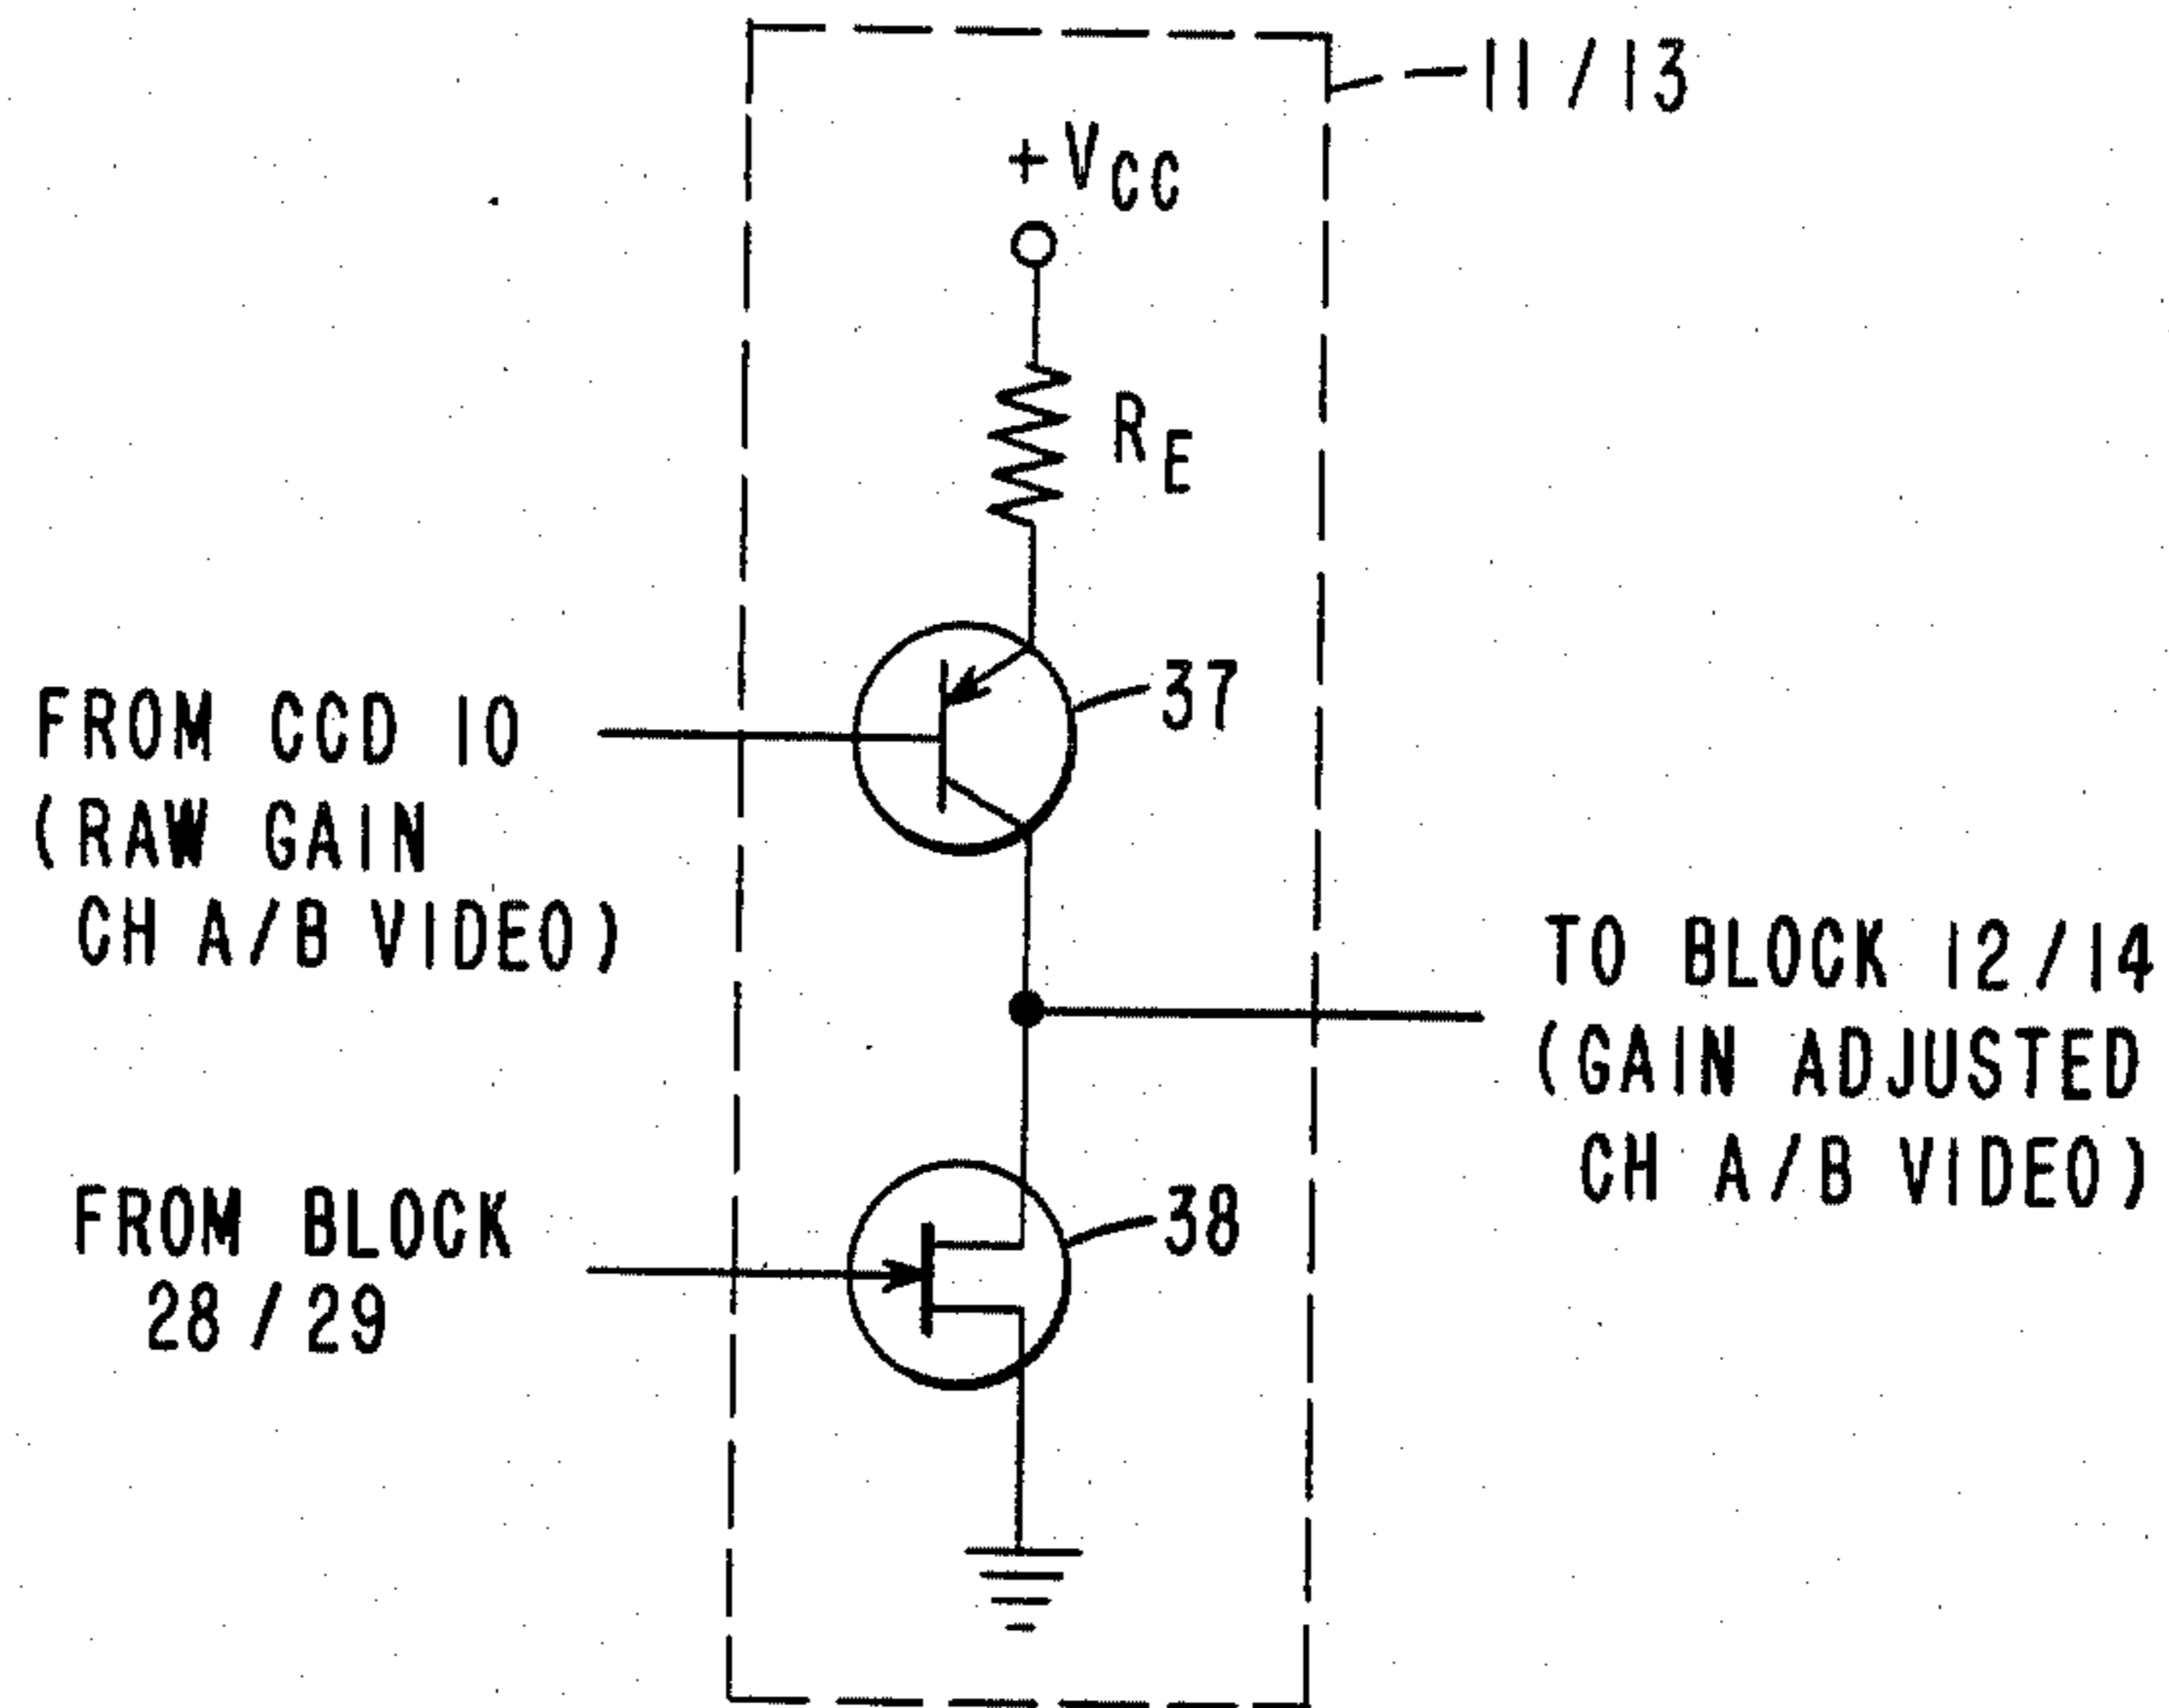 11/13
+VCC
RE
37
FROM CCD 10
(RAW GAIN
CH A/B VIDEO)
TO BLOCK 12/14
(GAIN ADJUSTED
CH A/B VIDEO)
38
FROM BLOCK
28/29